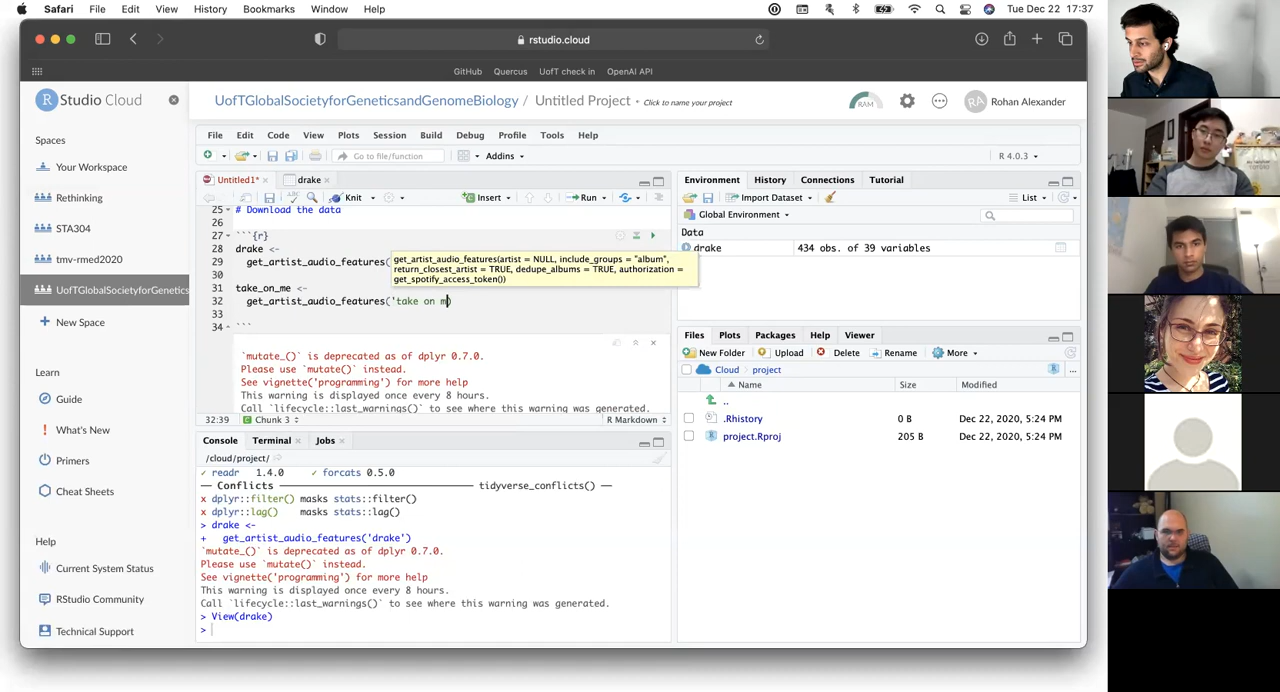 Safari File Edit View History Bookmarks Window Help Tue Dec 22 17:37
rstudio.cloud
GitHub Quercus UofT check in OpenAI API
R Studio Cloud
UofTGlobalSocietyforGeneticsandGenomeBiology / Untitled Project • Click to name your project
RAM
RA Rohan Alexander
Spaces
Your Workspace
Rethinking
STA304
tmv-rmed2020
UofTGlobalSocietyforGenetics
+ New Space
Learn
Guide
What's New
Primers
Cheat Sheets
Help
Current System Status
RStudio Community
Technical Support
File Edit Code View Plots Session Build Debug Profile Tools Help
Go to file/function Addins
R 4.0.3
Untitled1* × drake ×
Knit Insert Run
25 # Download the data
26
27 ```{r}
28 drake <-
29 get_artist_audio_features(
get_artist_audio_features(artist = NULL, include_groups = "album",
return_closest_artist = TRUE, dedupe_albums = TRUE, authorization =
get_spotify_access_token())
30
31 take_on_me <-
32 get_artist_audio_features('take on m)
33
34 ```
`mutate_()` is deprecated as of dplyr 0.7.0.
Please use `mutate()` instead.
See vignette('programming') for more help
This warning is displayed once every 8 hours.
Call `lifecycle::last_warnings()` to see where this warning was generated.
32:39 C Chunk 3 R Markdown
Console Terminal × Jobs ×
/cloud/project/
✓ readr 1.4.0 ✓ forcats 0.5.0
── Conflicts ──────────────── tidyverse_conflicts() ──
x dplyr::filter() masks stats::filter()
x dplyr::lag() masks stats::lag()
> drake <-
+ get_artist_audio_features('drake')
`mutate_()` is deprecated as of dplyr 0.7.0.
Please use `mutate()` instead.
See vignette('programming') for more help
This warning is displayed once every 8 hours.
Call `lifecycle::last_warnings()` to see where this warning was generated.
> View(drake)
>
Environment History Connections Tutorial
Import Dataset List
Global Environment
Data
drake 434 obs. of 39 variables
Files Plots Packages Help Viewer
New Folder Upload Delete Rename More
Cloud › project ...
Name Size Modified
..
.Rhistory 0 B Dec 22, 2020, 5:24 PM
project.Rproj 205 B Dec 22, 2020, 5:24 PM